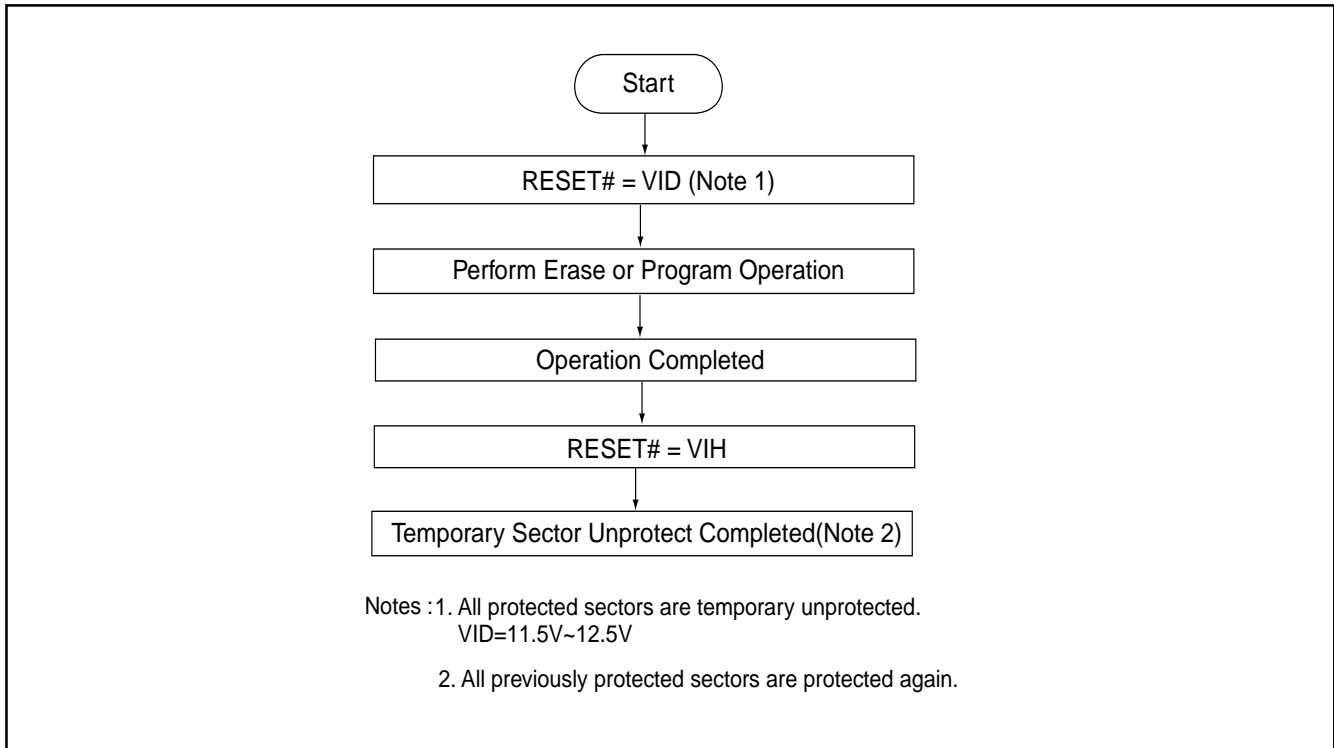 Start
RESET# = VID (Note 1)
Perform Erase or Program Operation
Operation Completed
RESET# = VIH
Temporary Sector Unprotect Completed(Note 2)
Notes :1. All protected sectors are temporary unprotected.
VID=11.5V~12.5V
2. All previously protected sectors are protected again.